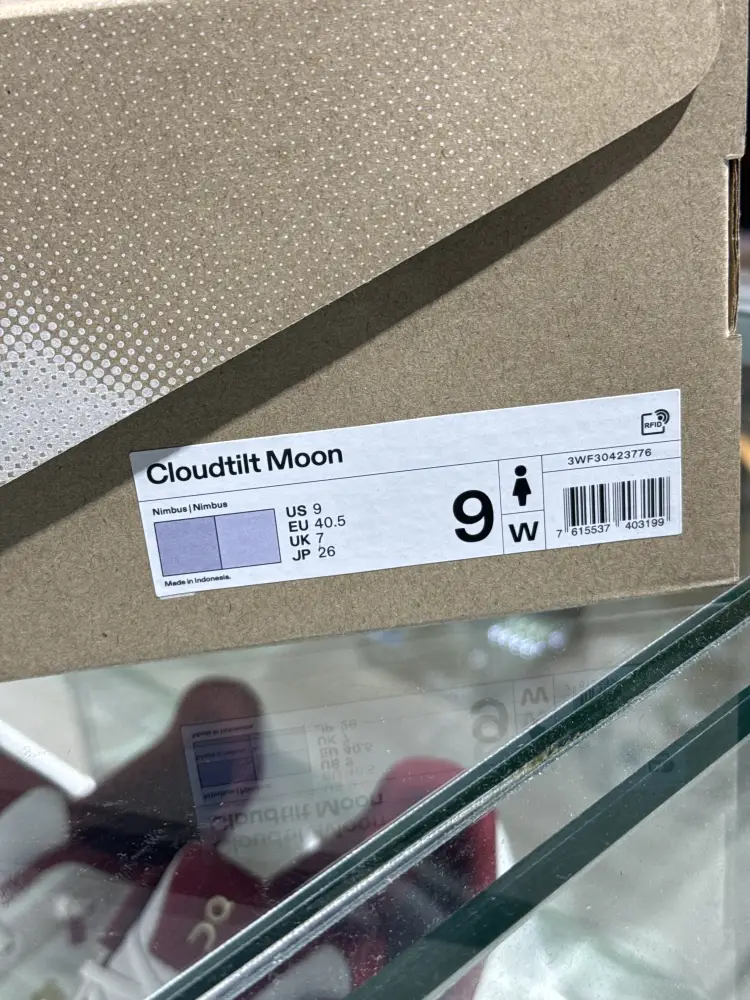 Cloudtilt Moon
RFID
3WF30423776
Nimbus | Nimbus
US 9
EU 40.5
UK 7
JP 26
9
W
7 615537 403199
Made in Indonesia.